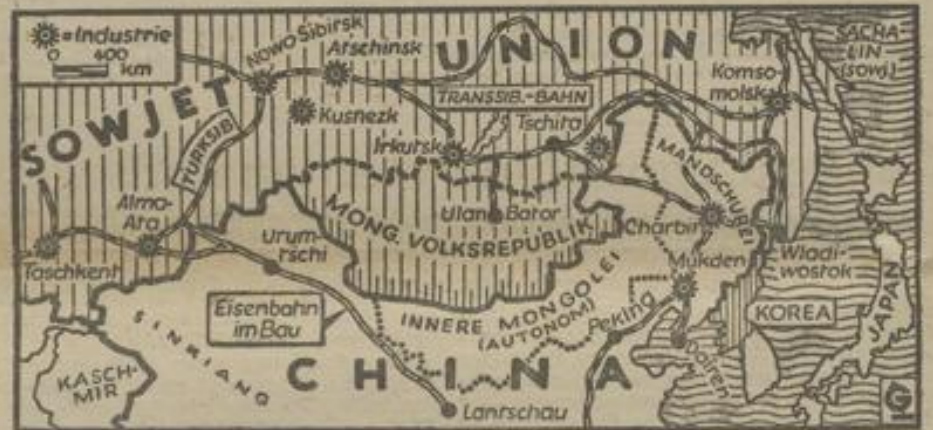 =Industrie
0 400
km
Nowo Sibirsk
Atschinsk
UNION
SACHA-
LIN
(sowj.)
Komso-
molsk
TRANSSIB.-BAHN
Kusnezk
SOWJET
TURKSIB
Tschita
Irkutsk
MANDSCHUREI
Alma-
Ata
Ulan Bator
MONG. VOLKSREPUBLIK
Charbin
Urum-
tschi
Taschkent
Mukden
Wladi-
wostok
Eisenbahn
im Bau
INNERE MONGOLEI
(AUTONOM)
Peking
KOREA
JAPAN
SINKIANG
Dairen
KASCH-
MIR
CHINA
Lantschau